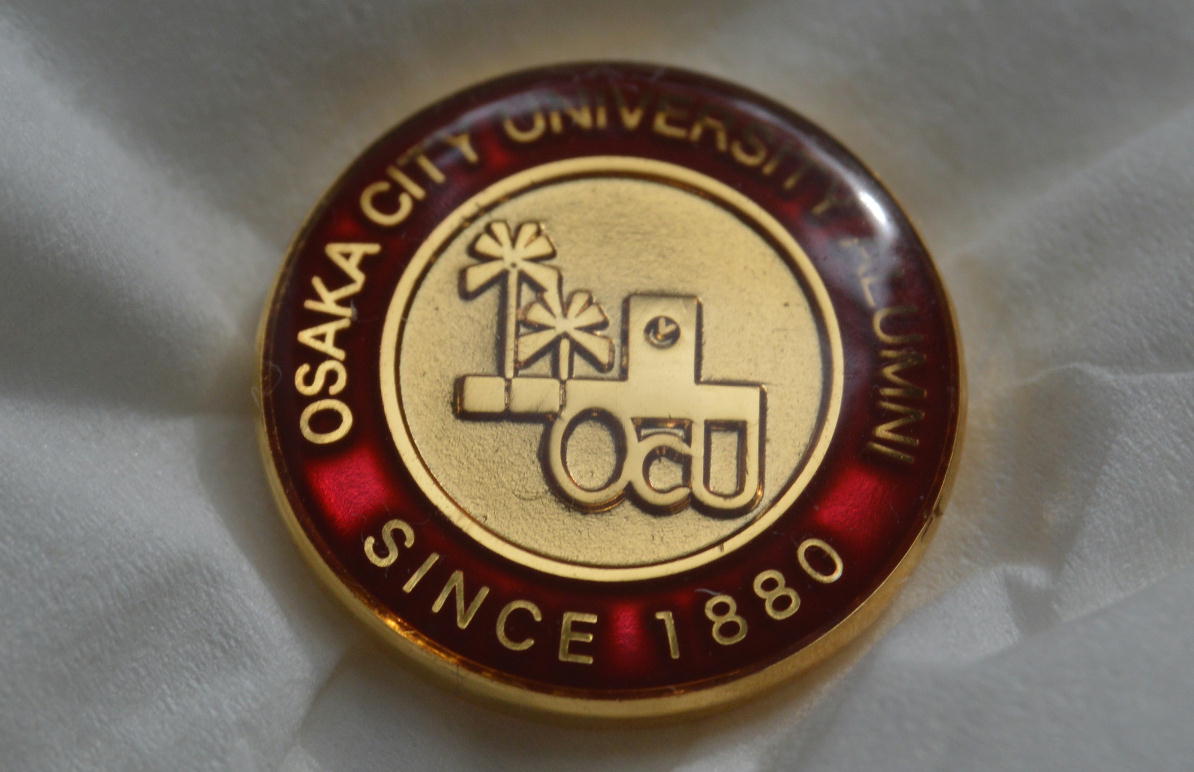 OSAKA CITY UNIVERSITY ALUMNI
OCU
SINCE 1880